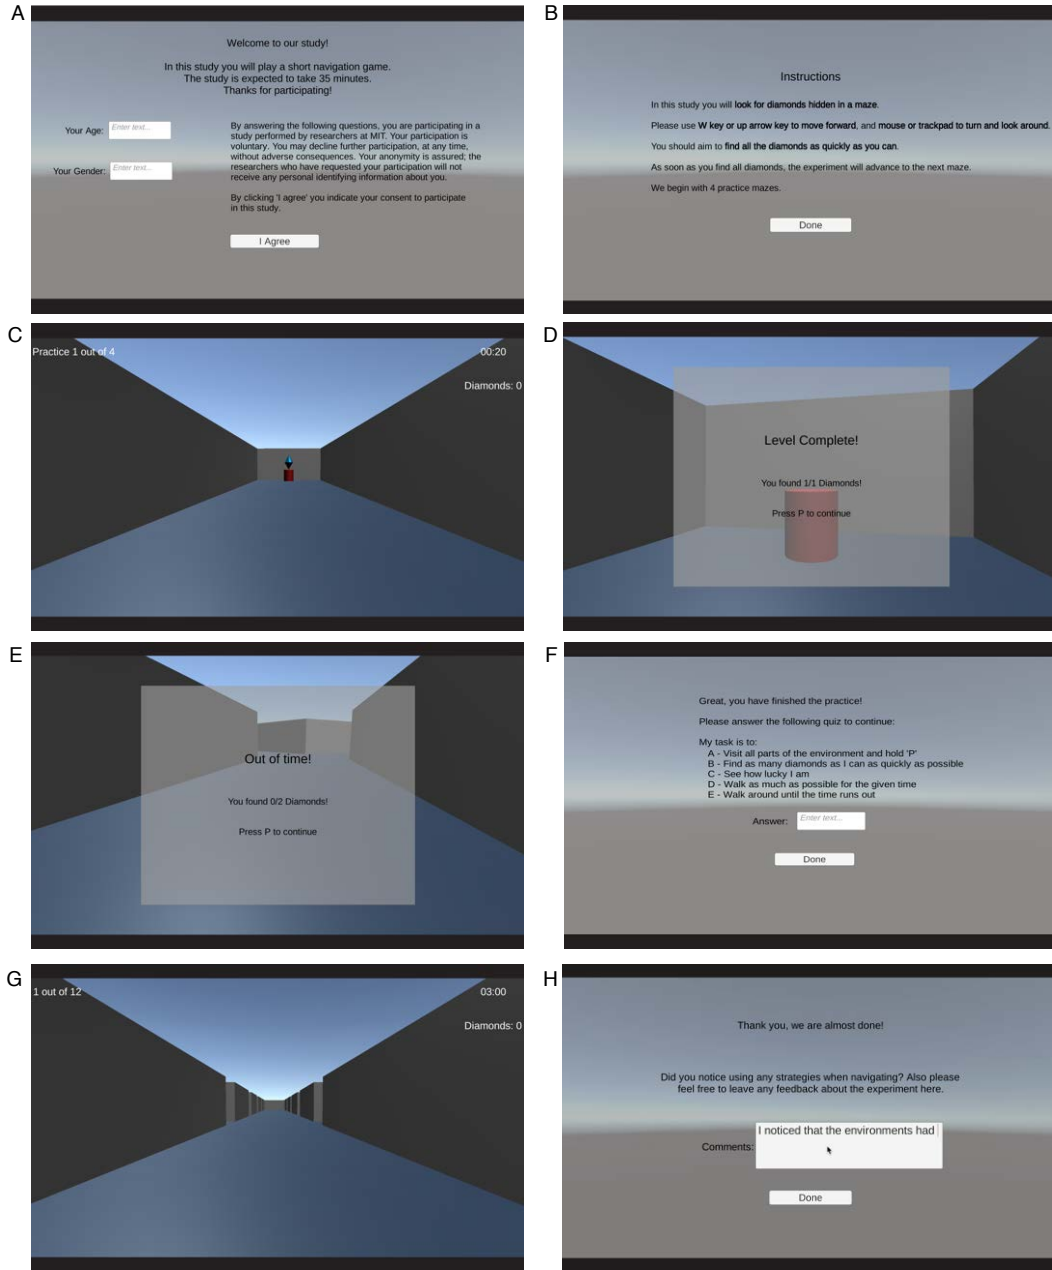 A
Welcome to our study!
In this study you will play a short navigation game.
The study is expected to take 35 minutes.
Thanks for participating!
Your Age:
Enter text...
Your Gender:
Enter text...
By answering the following questions, you are participating in a
study performed by researchers at MIT. Your participation is
voluntary. You may decline further participation, at any time,
without adverse consequences. Your anonymity is assured; the
researchers who have requested your participation will not
receive any personal identifying information about you.
By clicking 'I agree' you indicate your consent to participate
in this study.
I Agree
B
Instructions
In this study you will look for diamonds hidden in a maze.
Please use W key or up arrow key to move forward, and mouse or trackpad to turn and look around.
You should aim to find all the diamonds as quickly as you can.
As soon as you find all diamonds, the experiment will advance to the next maze.
We begin with 4 practice mazes.
Done
C
Practice 1 out of 4
00:20
Diamonds: 0
D
Level Complete!
You found 1/1 Diamonds!
Press P to continue
E
Out of time!
You found 0/2 Diamonds!
Press P to continue
F
Great, you have finished the practice!
Please answer the following quiz to continue:
My task is to:
A - Visit all parts of the environment and hold 'P'
B - Find as many diamonds as I can as quickly as possible
C - See how lucky I am
D - Walk as much as possible for the given time
E - Walk around until the time runs out
Answer:
Enter text...
Done
G
1 out of 12
03:00
Diamonds: 0
H
Thank you, we are almost done!
Did you notice using any strategies when navigating? Also please
feel free to leave any feedback about the experiment here.
Comments:
I noticed that the environments had
Done